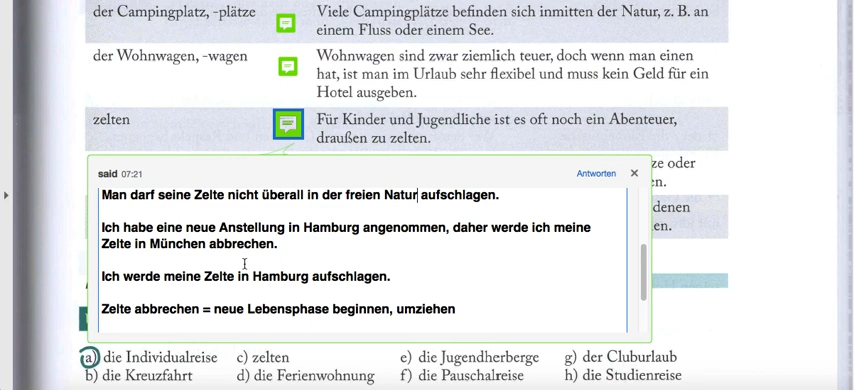 der Campingplatz, -plätze
Viele Campingplätze befinden sich inmitten der Natur, z. B. an
einem Fluss oder einem See.
der Wohnwagen, -wagen
Wohnwagen sind zwar ziemlich teuer, doch wenn man einen
hat, ist man im Urlaub sehr flexibel und muss kein Geld für ein
Hotel ausgeben.
zelten
Für Kinder und Jugendliche ist es oft noch ein Abenteuer,
draußen zu zelten.
said 07:21
Antworten
Man darf seine Zelte nicht überall in der freien Natur aufschlagen.
Ich habe eine neue Anstellung in Hamburg angenommen, daher werde ich meine
Zelte in München abbrechen.
Ich werde meine Zelte in Hamburg aufschlagen.
Zelte abbrechen = neue Lebensphase beginnen, umziehen
oder
a) die Individualreise c) zelten e) die Jugendherberge g) der Cluburlaub
b) die Kreuzfahrt d) die Ferienwohnung f) die Pauschalreise h) die Studienreise